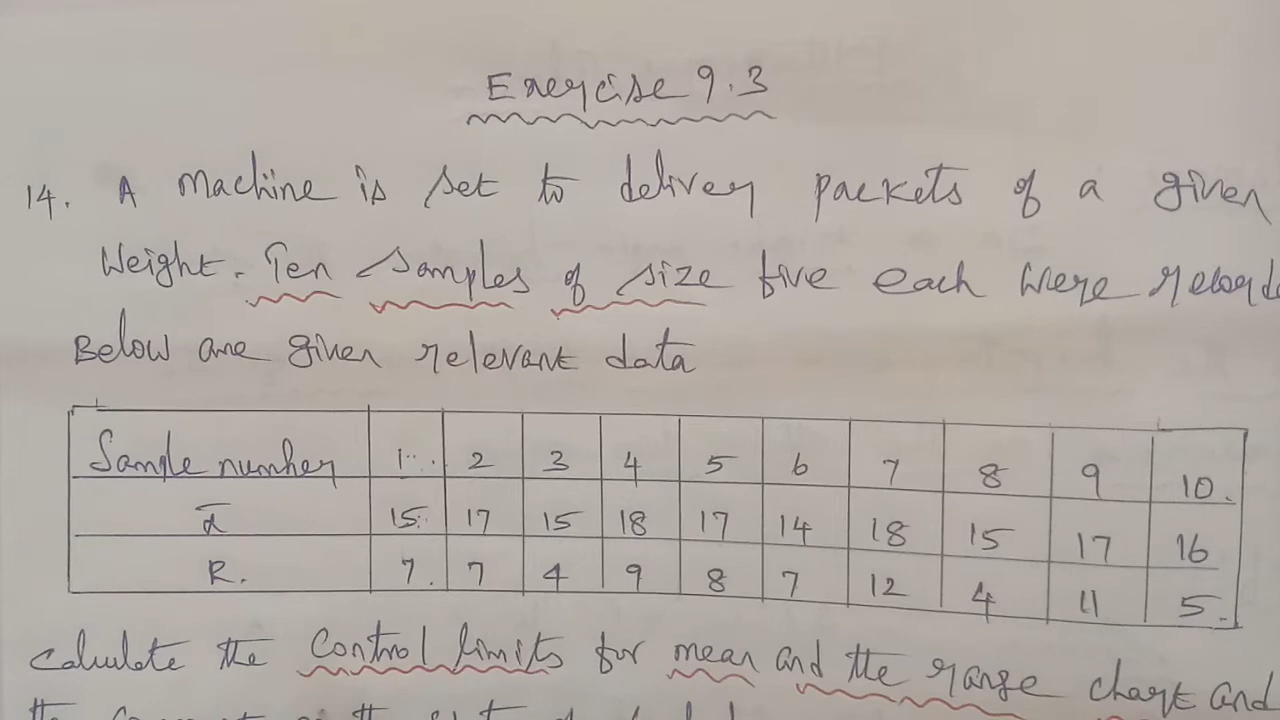 Exercise 9.3
14. A machine is set to delivery packets of a given
Weight. Ten samples of size five each were record
Below are given relevant data
Sample number 1 2 3 4 5 6 7 8 9 10.
x̄ 15 17 15 18 17 14 18 15 17 16
R. 7. 7 4 9 8 7 12 4 11 5.
calculate the control limits for mean and the range chart and
the